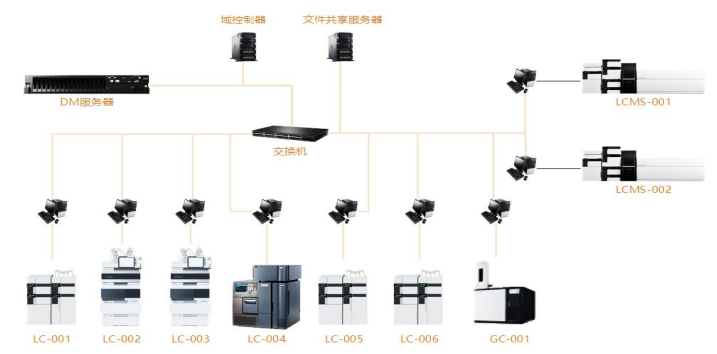 域控制器
文件共享服务器
DM服务器
LCMS-001
交换机
LCMS-002
LC-001
LC-002
LC-003
LC-004
LC-005
LC-006
GC-001